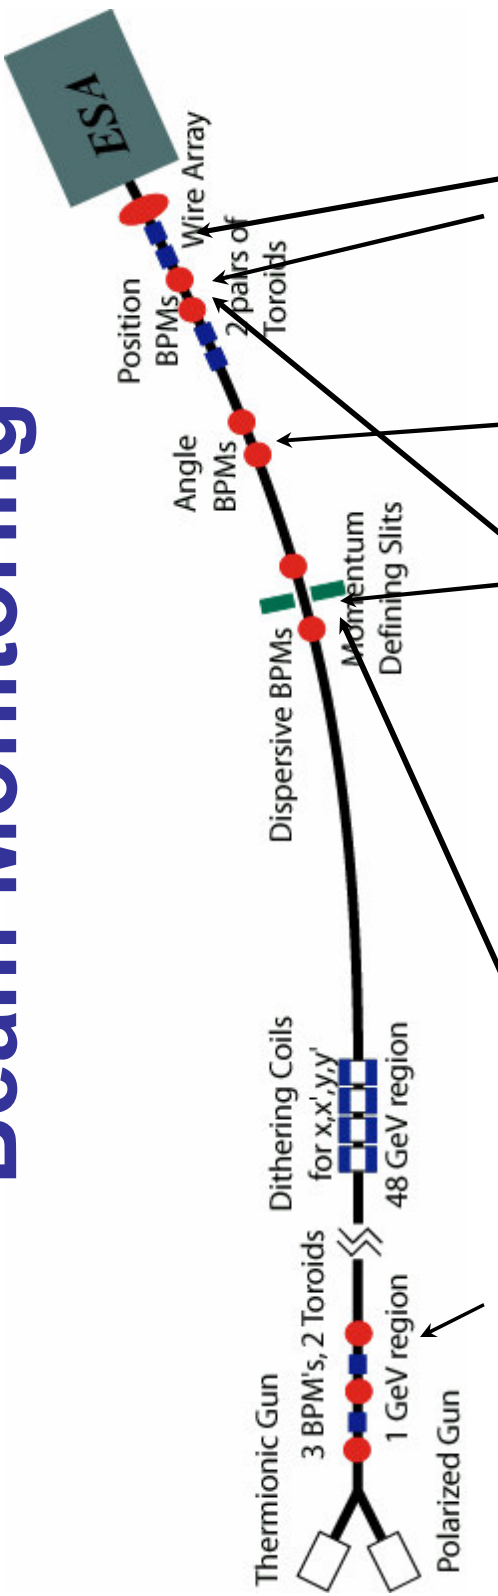 Beam Monitoring
Thermionic Gun
Polarized Gun
3 BPM's, 2 Toroids
1 GeV region
Dithering Coils
for x,x',y,y'
48 GeV region
Dispersive BPMs
Momentum
Defining Slits
Angle
BPMs
Position
BPMs
2 pairs of
Toroids
Wire Array
ESA